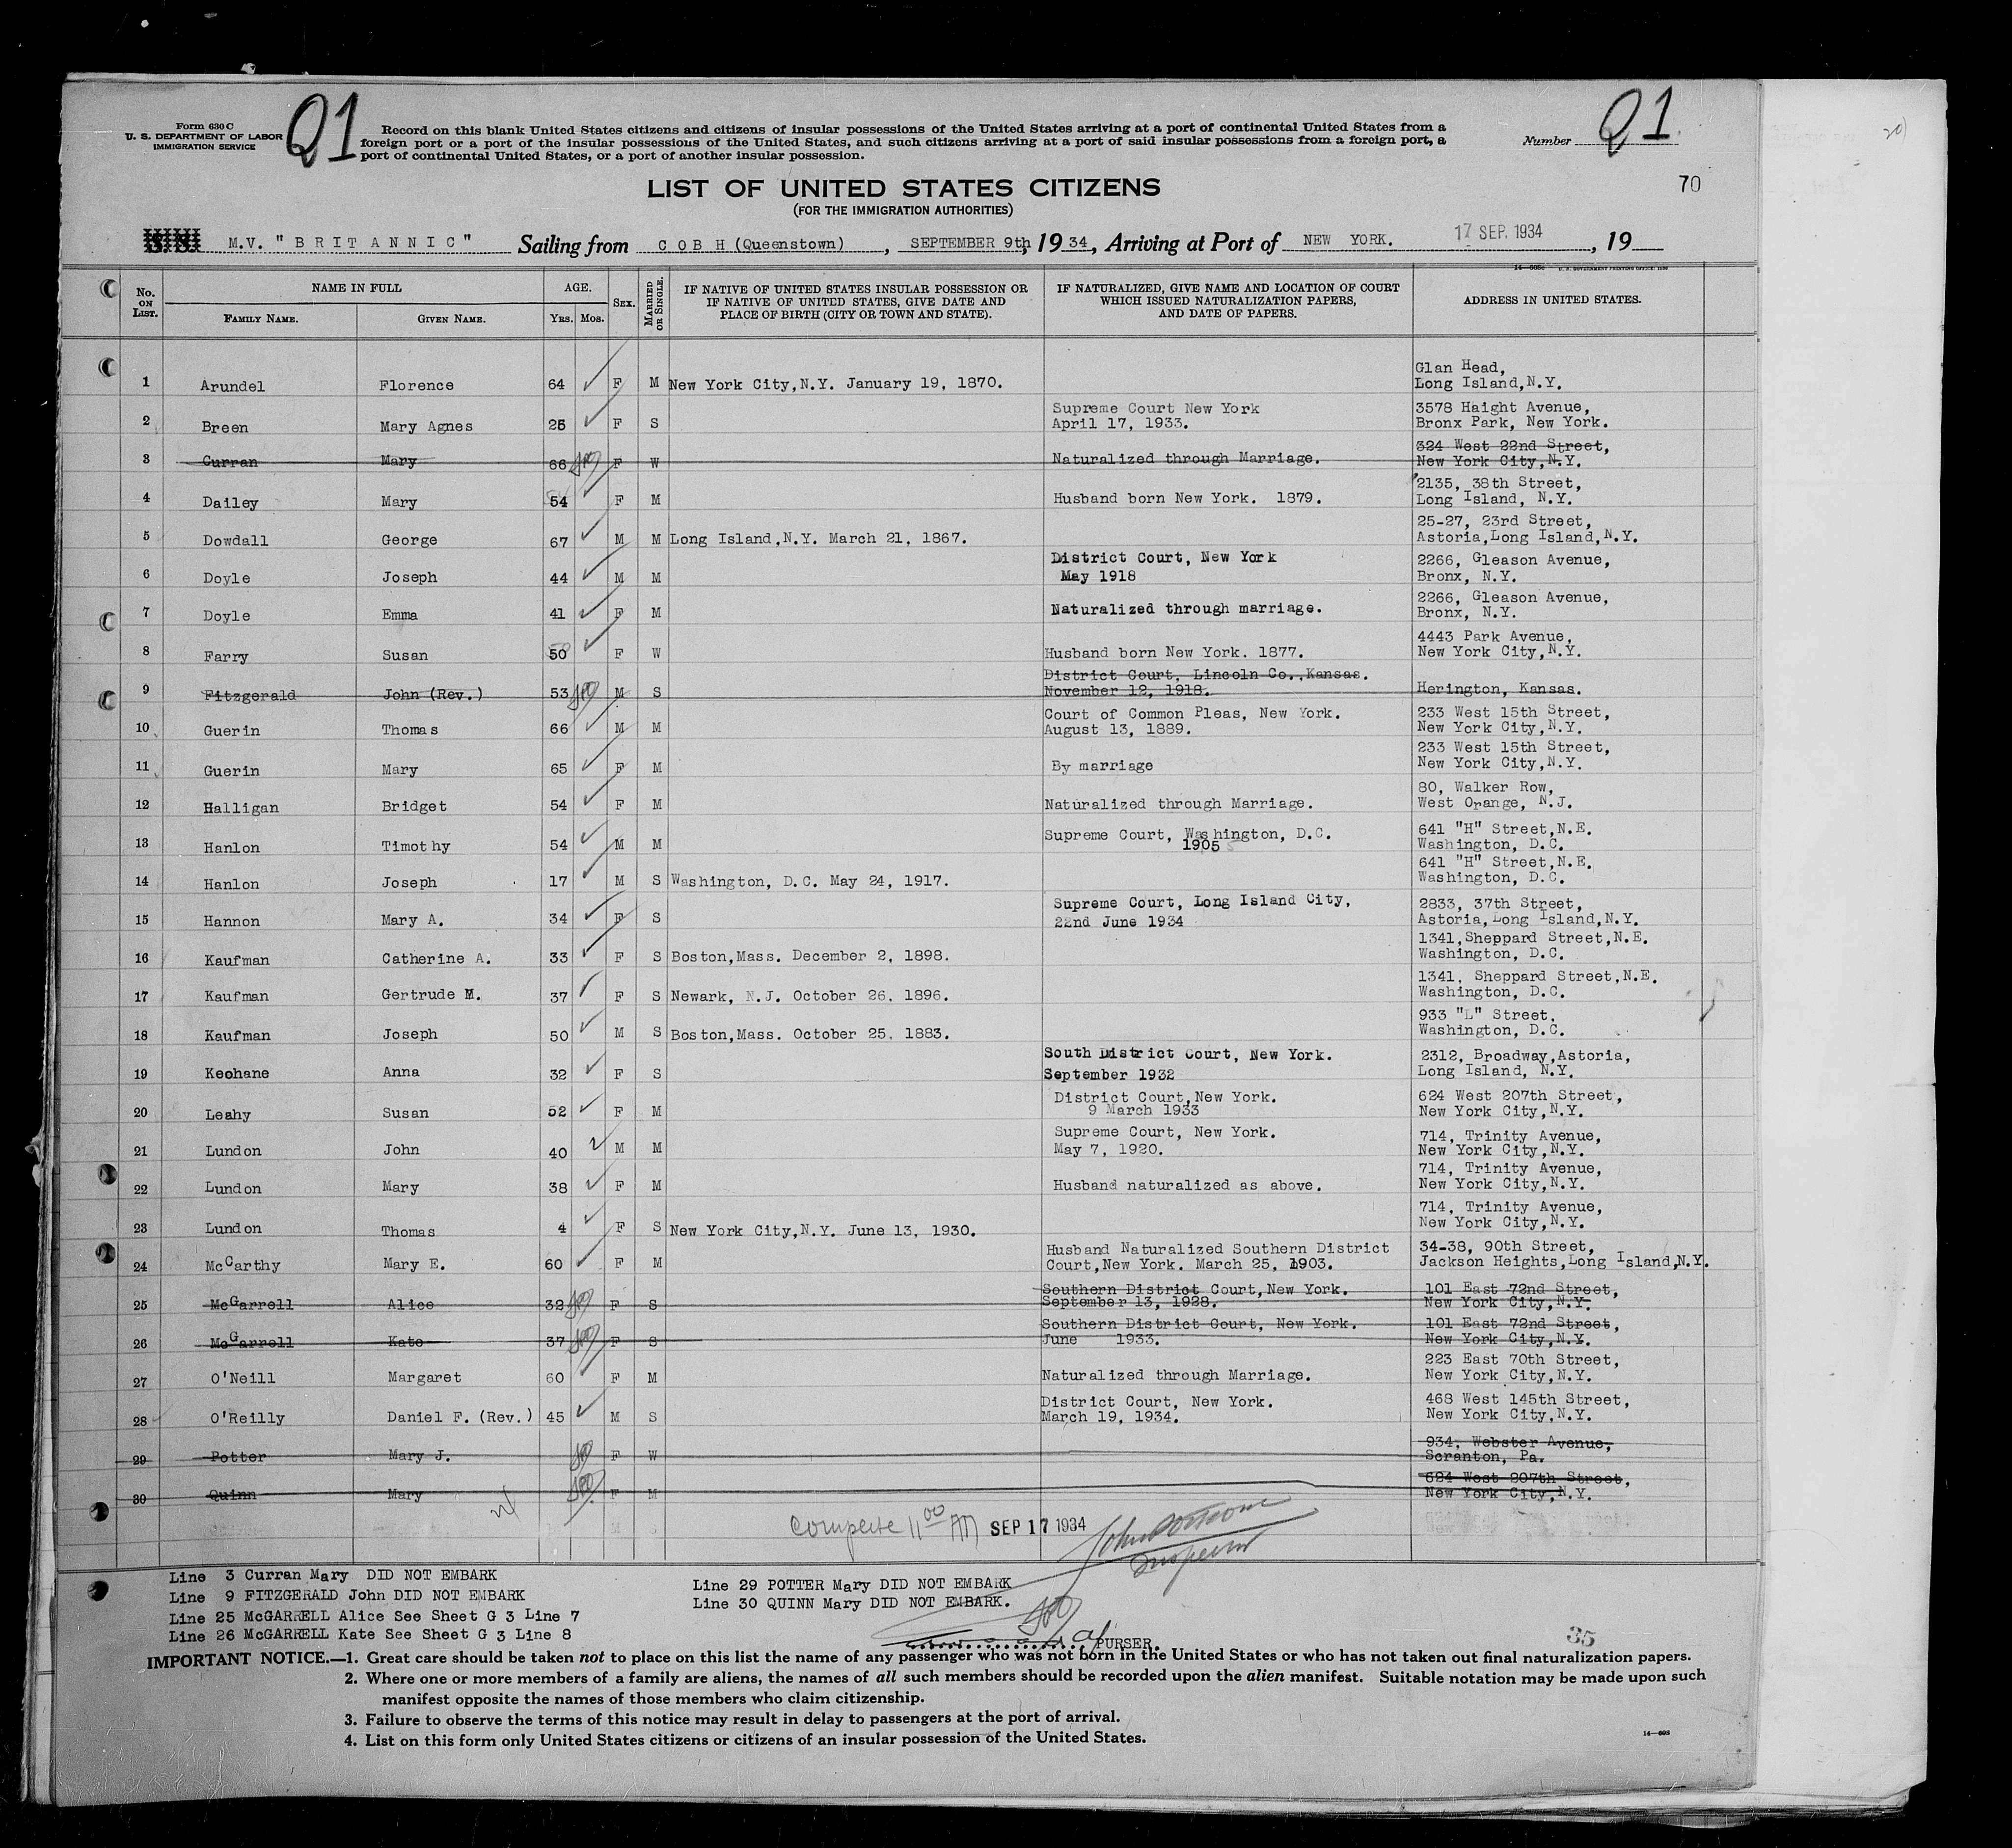 Form 630 C
U. S. DEPARTMENT OF LABOR
IMMIGRATION SERVICE
Q1
Record on this blank United States citizens and citizens of insular possessions of the United States arriving at a port of continental United States from a
foreign port or a port of the insular possessions of the United States, and such citizens arriving at a port of said insular possessions from a foreign port, a
port of continental United States, or a port of another insular possession.
Number Q1
20
LIST OF UNITED STATES CITIZENS
(FOR THE IMMIGRATION AUTHORITIES)
70
S.S. M.V. "BRITANNIC" Sailing from COBH (Queenstown), SEPTEMBER 9th, 1934, Arriving at Port of NEW YORK. 17 SEP. 1934, 19
No. ON LIST. NAME IN FULL FAMILY NAME. GIVEN NAME. AGE. YRS. MOS. SEX. MARRIED OR SINGLE. IF NATIVE OF UNITED STATES INSULAR POSSESSION OR IF NATIVE OF UNITED STATES, GIVE DATE AND PLACE OF BIRTH (CITY OR TOWN AND STATE). IF NATURALIZED, GIVE NAME AND LOCATION OF COURT WHICH ISSUED NATURALIZATION PAPERS, AND DATE OF PAPERS. ADDRESS IN UNITED STATES.
1 Arundel Florence 64 F M New York City,N.Y. January 19, 1870. Glan Head, Long Island,N.Y.
2 Breen Mary Agnes 25 F S Supreme Court New York April 17, 1933. 3578 Haight Avenue, Bronx Park, New York.
3 Curran Mary 66 F W Naturalized through Marriage. 324 West 22nd Street, New York City,N.Y.
4 Dailey Mary 54 F M Husband born New York. 1879. 2135, 38th Street, Long Island, N.Y.
5 Dowdall George 67 M M Long Island,N.Y. March 21, 1867. 25-27, 23rd Street, Astoria,Long Island,N.Y.
6 Doyle Joseph 44 M M District Court, New York May 1918 2266, Gleason Avenue, Bronx, N.Y.
7 Doyle Emma 41 F M Naturalized through marriage. 2266, Gleason Avenue, Bronx, N.Y.
8 Farry Susan 50 F W Husband born New York. 1877. 4443 Park Avenue, New York City,N.Y.
9 Fitzgerald John (Rev.) 53 M S District Court, Lincoln Co.,Kansas. November 12, 1918. Herington, Kansas.
10 Guerin Thomas 66 M M Court of Common Pleas, New York. August 13, 1889. 233 West 15th Street, New York City,N.Y.
11 Guerin Mary 65 F M By marriage 233 West 15th Street, New York City,N.Y.
12 Halligan Bridget 54 F M Naturalized through Marriage. 80, Walker Row, West Orange, N.J.
13 Hanlon Timothy 54 M M Supreme Court, Washington, D.C. 1905 641 "H" Street,N.E. Washington, D.C.
14 Hanlon Joseph 17 M S Washington, D.C. May 24, 1917. 641 "H" Street,N.E. Washington, D.C.
15 Hannon Mary A. 34 F S Supreme Court, Long Island City, 22nd June 1934 2833, 37th Street, Astoria,Long Island,N.Y.
16 Kaufman Catherine A. 33 F S Boston,Mass. December 2, 1898. 1341,Sheppard Street,N.E. Washington, D.C.
17 Kaufman Gertrude M. 37 F S Newark, N.J. October 26, 1896. 1341, Sheppard Street,N.E. Washington, D.C.
18 Kaufman Joseph 50 M S Boston,Mass. October 25, 1883. 933 "L" Street, Washington, D.C.
19 Keohane Anna 32 F S South District Court, New York. September 1932 2312, Broadway,Astoria, Long Island, N.Y.
20 Leahy Susan 52 F M District Court,New York. 9 March 1933 624 West 207th Street, New York City,N.Y.
21 Lundon John 40 M M Supreme Court, New York. May 7, 1920. 714, Trinity Avenue, New York City,N.Y.
22 Lundon Mary 38 F M Husband naturalized as above. 714, Trinity Avenue, New York City,N.Y.
23 Lundon Thomas 4 F S New York City,N.Y. June 13, 1930. 714, Trinity Avenue, New York City,N.Y.
24 McCarthy Mary E. 60 F M Husband Naturalized Southern District Court,New York. March 25, 1903. 34-38, 90th Street, Jackson Heights,Long Island,N.Y.
25 McGarrell Alice 32 F S Southern District Court,New York. September 13, 1928. 101 East 72nd Street, New York City,N.Y.
26 McGarrell Kate 37 F S Southern District Court, New York. June 1933. 101 East 72nd Street, New York City,N.Y.
27 O'Neill Margaret 60 F M Naturalized through Marriage. 223 East 70th Street, New York City,N.Y.
28 O'Reilly Daniel F. (Rev.) 45 M S District Court, New York. March 19, 1934. 468 West 145th Street, New York City,N.Y.
29 Potter Mary J. F W 934, Webster Avenue, Scranton, Pa.
30 Quinn Mary F M 624 West 207th Street, New York City,N.Y.
Complete 11 00 AM SEP 17 1934
Inspector
Line 3 Curran Mary DID NOT EMBARK
Line 9 FITZGERALD John DID NOT EMBARK
Line 25 McGARRELL Alice See Sheet G 3 Line 7
Line 26 McGARRELL Kate See Sheet G 3 Line 8
Line 29 POTTER Mary DID NOT EMBARK
Line 30 QUINN Mary DID NOT EMBARK.
PURSER.
35
IMPORTANT NOTICE.—1. Great care should be taken not to place on this list the name of any passenger who was not born in the United States or who has not taken out final naturalization papers.
2. Where one or more members of a family are aliens, the names of all such members should be recorded upon the alien manifest. Suitable notation may be made upon such
manifest opposite the names of those members who claim citizenship.
3. Failure to observe the terms of this notice may result in delay to passengers at the port of arrival.
4. List on this form only United States citizens or citizens of an insular possession of the United States.